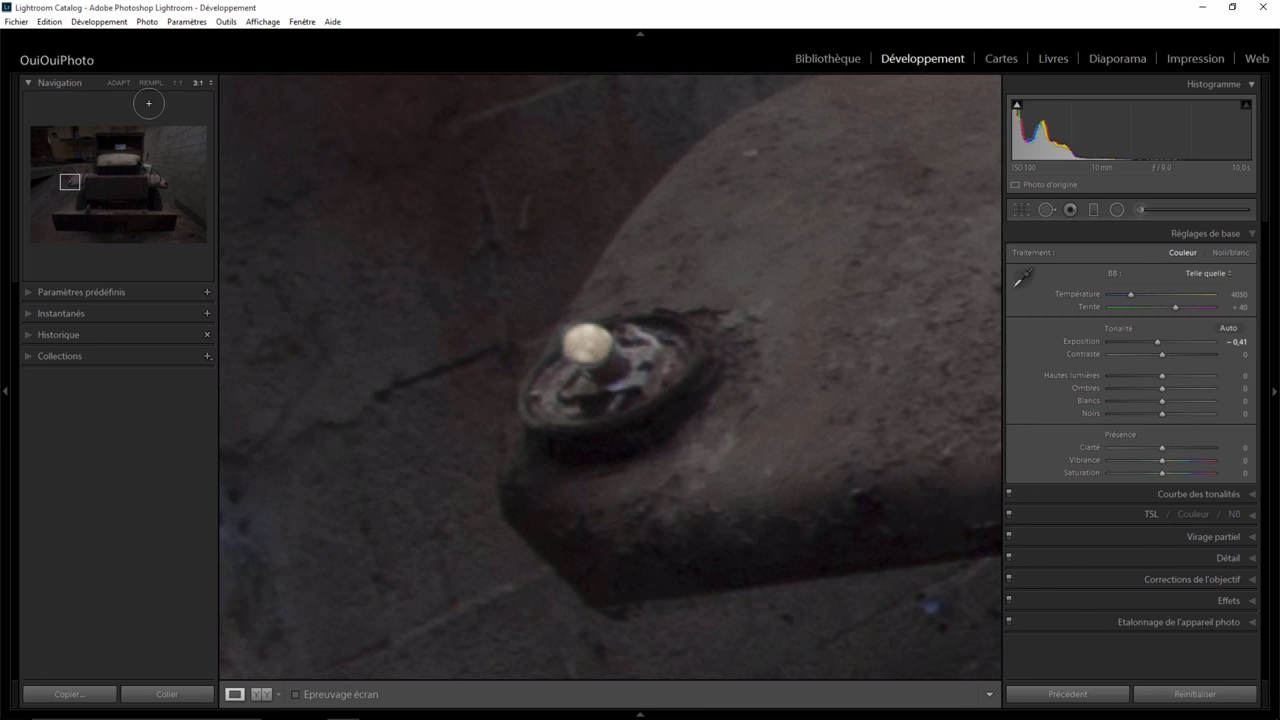 Lightroom Catalog - Adobe Photoshop Lightroom - Développement
Fichier Edition Développement Photo Paramètres Outils Affichage Fenêtre Aide
OuiOuiPhoto
Bibliothèque | Développement | Cartes | Livres | Diaporama | Impression | Web
Navigation ADAPT. REMPL. 1:1 3:1
Paramètres prédéfinis
Instantanés
Historique
Collections
Copier... Coller
Epreuvage écran
Histogramme
ISO 100 10 mm ƒ / 9,0 10,0 s
Photo d'origine
Réglages de base
Traitement : Couleur Noir/blanc
BB : Telle quelle
Température 4050
Teinte + 40
Tonalité Auto
Exposition – 0,41
Contraste 0
Hautes lumières 0
Ombres 0
Blancs 0
Noirs 0
Présence
Clarté 0
Vibrance 0
Saturation 0
Courbe des tonalités
TSL / Couleur / NB
Virage partiel
Détail
Corrections de l'objectif
Effets
Etalonnage de l'appareil photo
Précédent Réinitialiser